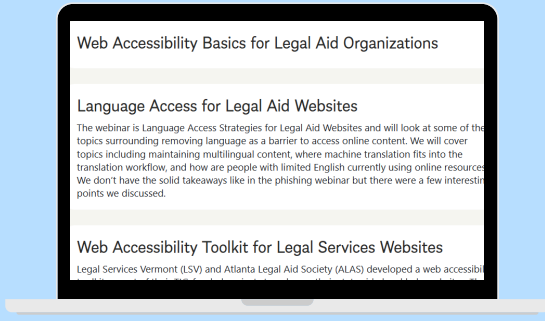 Web Accessibility Basics for Legal Aid Organizations
Language Access for Legal Aid Websites
The webinar is Language Access Strategies for Legal Aid Websites and will look at some of the
topics surrounding removing language as a barrier to access online content. We will cover
topics including maintaining multilingual content, where machine translation fits into the
translation workflow, and how are people with limited English currently using online resources
We don't have the solid takeaways like in the phishing webinar but there were a few interestin
points we discussed.
Web Accessibility Toolkit for Legal Services Websites
Legal Services Vermont (LSV) and Atlanta Legal Aid Society (ALAS) developed a web accessibil